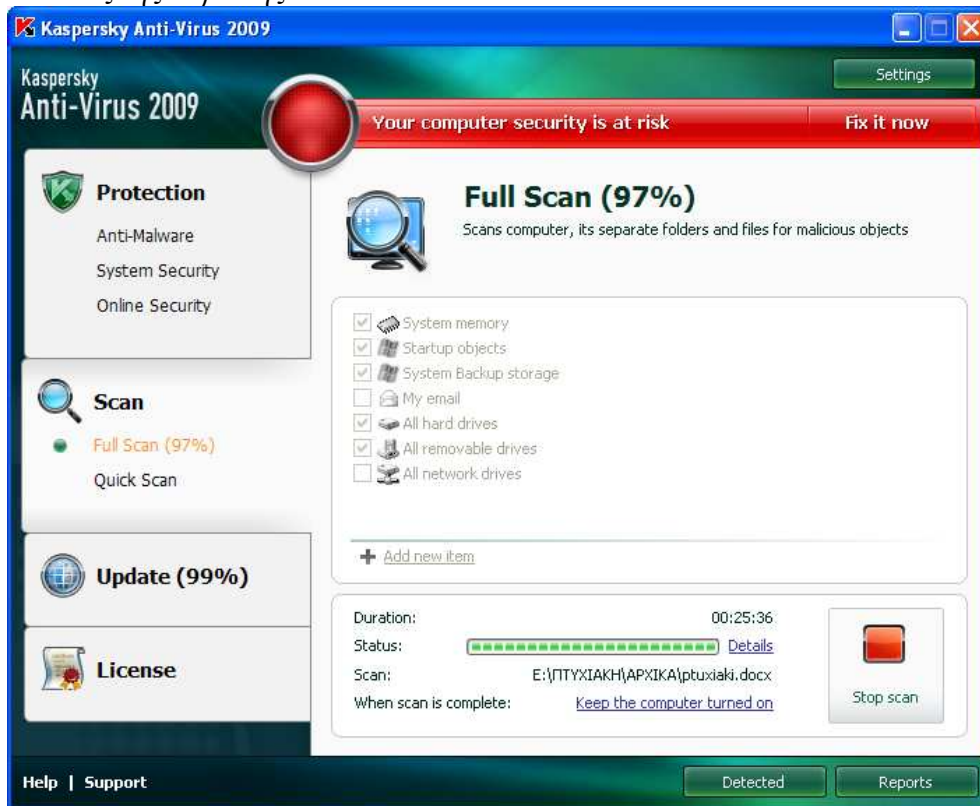 Kaspersky Anti-Virus 2009
Kaspersky
Anti-Virus 2009
Settings
Your computer security is at risk
Fix it now
Protection
Anti-Malware
System Security
Online Security
Scan
Full Scan (97%)
Quick Scan
Update (99%)
License
Full Scan (97%)
Scans computer, its separate folders and files for malicious objects
System memory
Startup objects
System Backup storage
My email
All hard drives
All removable drives
All network drives
Add new item
Duration: 00:25:36
Status: Details
Scan: E:\ΠΤΥΧΙΑΚΗ\ΑΡΧΙΚΑ\ptuxiaki.docx
When scan is complete: Keep the computer turned on
Stop scan
Help | Support
Detected
Reports